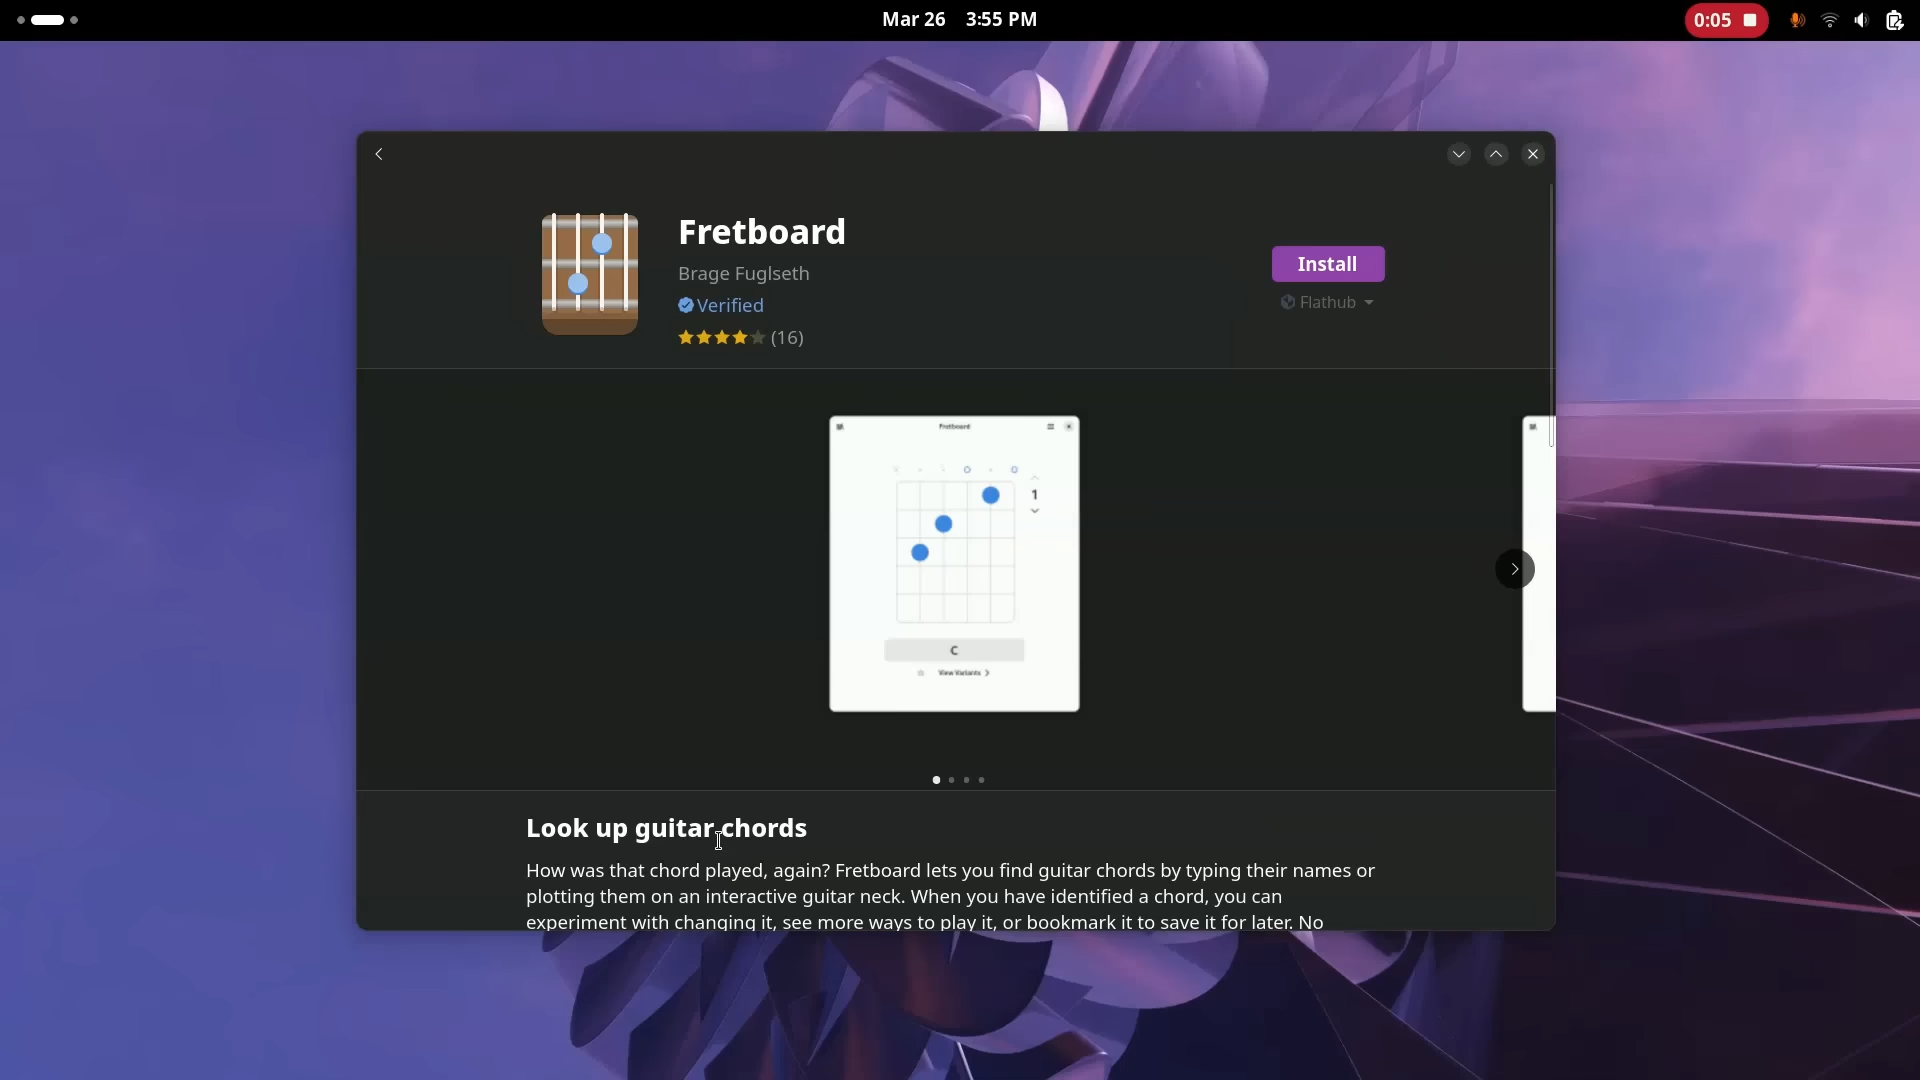 Mar 26 3:55 PM
0:05
Fretboard
Brage Fuglseth
Verified
(16)
Install
Flathub
Fretboard
1
C
View Variants
Look up guitar chords
How was that chord played, again? Fretboard lets you find guitar chords by typing their names or
plotting them on an interactive guitar neck. When you have identified a chord, you can
experiment with changing it, see more ways to play it, or bookmark it to save it for later. No